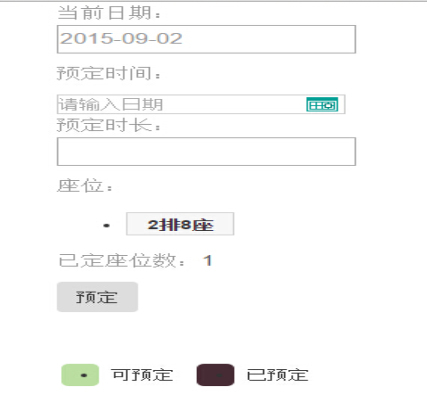 当前日期：
2015-09-02
预定时间：
请输入日期
预定时长：
座位：
2排8座
已定座位数：1
预定
可预定 已预定